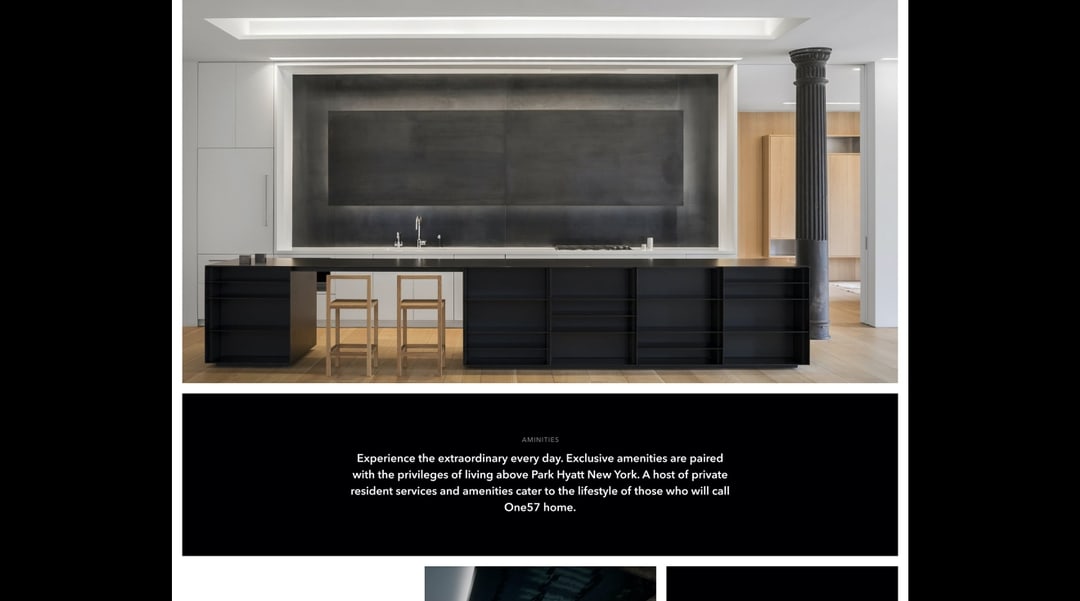 AMINITIES
Experience the extraordinary every day. Exclusive amenities are paired
with the privileges of living above Park Hyatt New York. A host of private
resident services and amenities cater to the lifestyle of those who will call
One57 home.